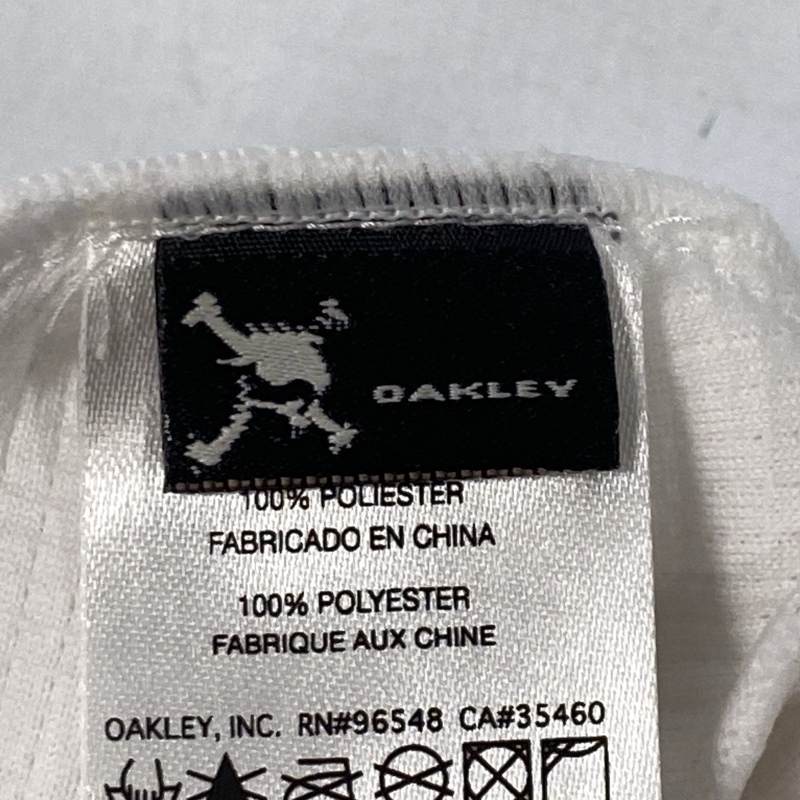 OAKLEY
100% POLIESTER
FABRICADO EN CHINA
100% POLYESTER
FABRIQUE AUX CHINE
OAKLEY, INC. RN#96548 CA#35460